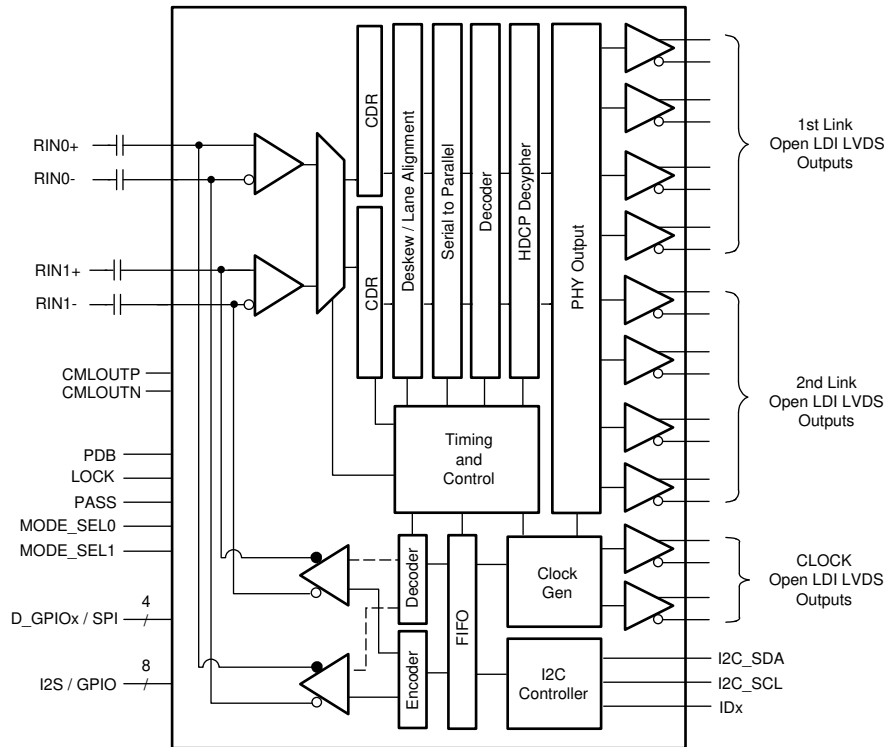 RIN0+
RIN0-
RIN1+
RIN1-
CMLOUTP
CMLOUTN
PDB
LOCK
PASS
MODE_SEL0
MODE_SEL1
4
D_GPIOx / SPI
8
I2S / GPIO
CDR
CDR
Deskew / Lane Alignment
Serial to Parallel
Decoder
HDCP Decypher
PHY Output
Timing
and
Control
Decoder
Encoder
FIFO
Clock
Gen
I2C
Controller
1st Link
Open LDI LVDS
Outputs
2nd Link
Open LDI LVDS
Outputs
CLOCK
Open LDI LVDS
Outputs
I2C_SDA
I2C_SCL
IDx